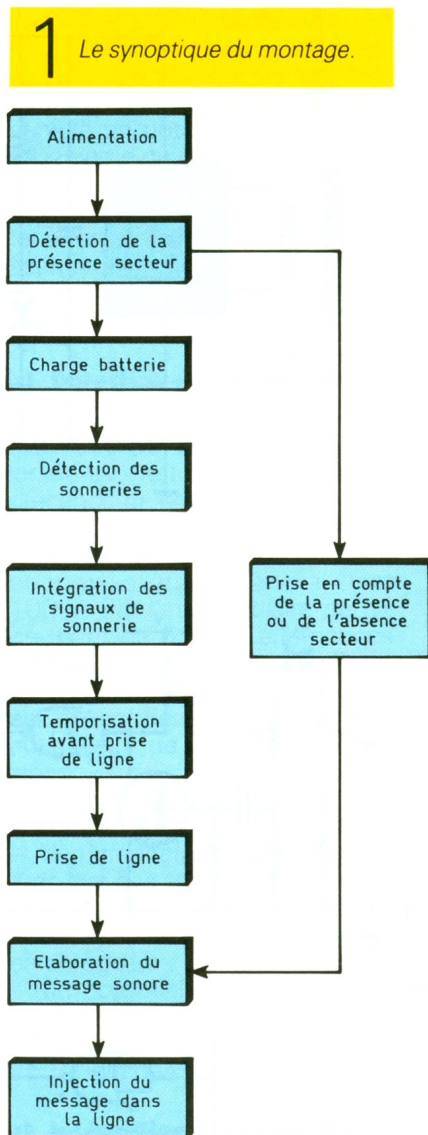 1 Le synoptique du montage.
Alimentation
Détection de la
présence secteur
Charge batterie
Détection des
sonneries
Intégration des
signaux de
sonnerie
Prise en compte
de la présence
ou de l'absence
secteur
Temporisation
avant prise
de ligne
Prise de ligne
Elaboration du
message sonore
Injection du
message dans
la ligne